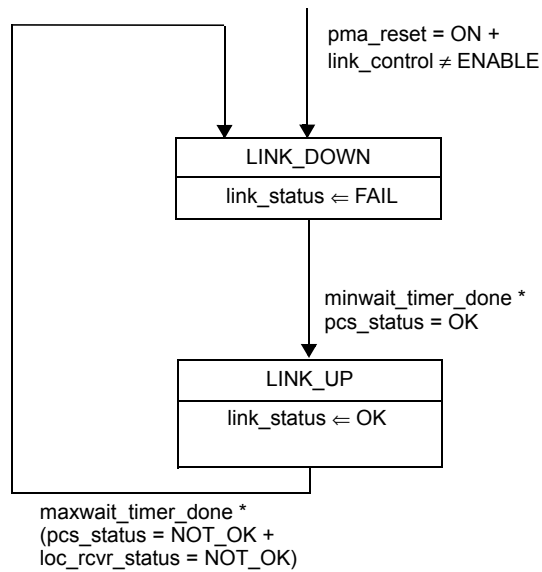 pma_reset = ON +
link_control ≠ ENABLE
LINK_DOWN
link_status ⇐ FAIL
minwait_timer_done *
pcs_status = OK
LINK_UP
link_status ⇐ OK
maxwait_timer_done *
(pcs_status = NOT_OK +
loc_rcvr_status = NOT_OK)